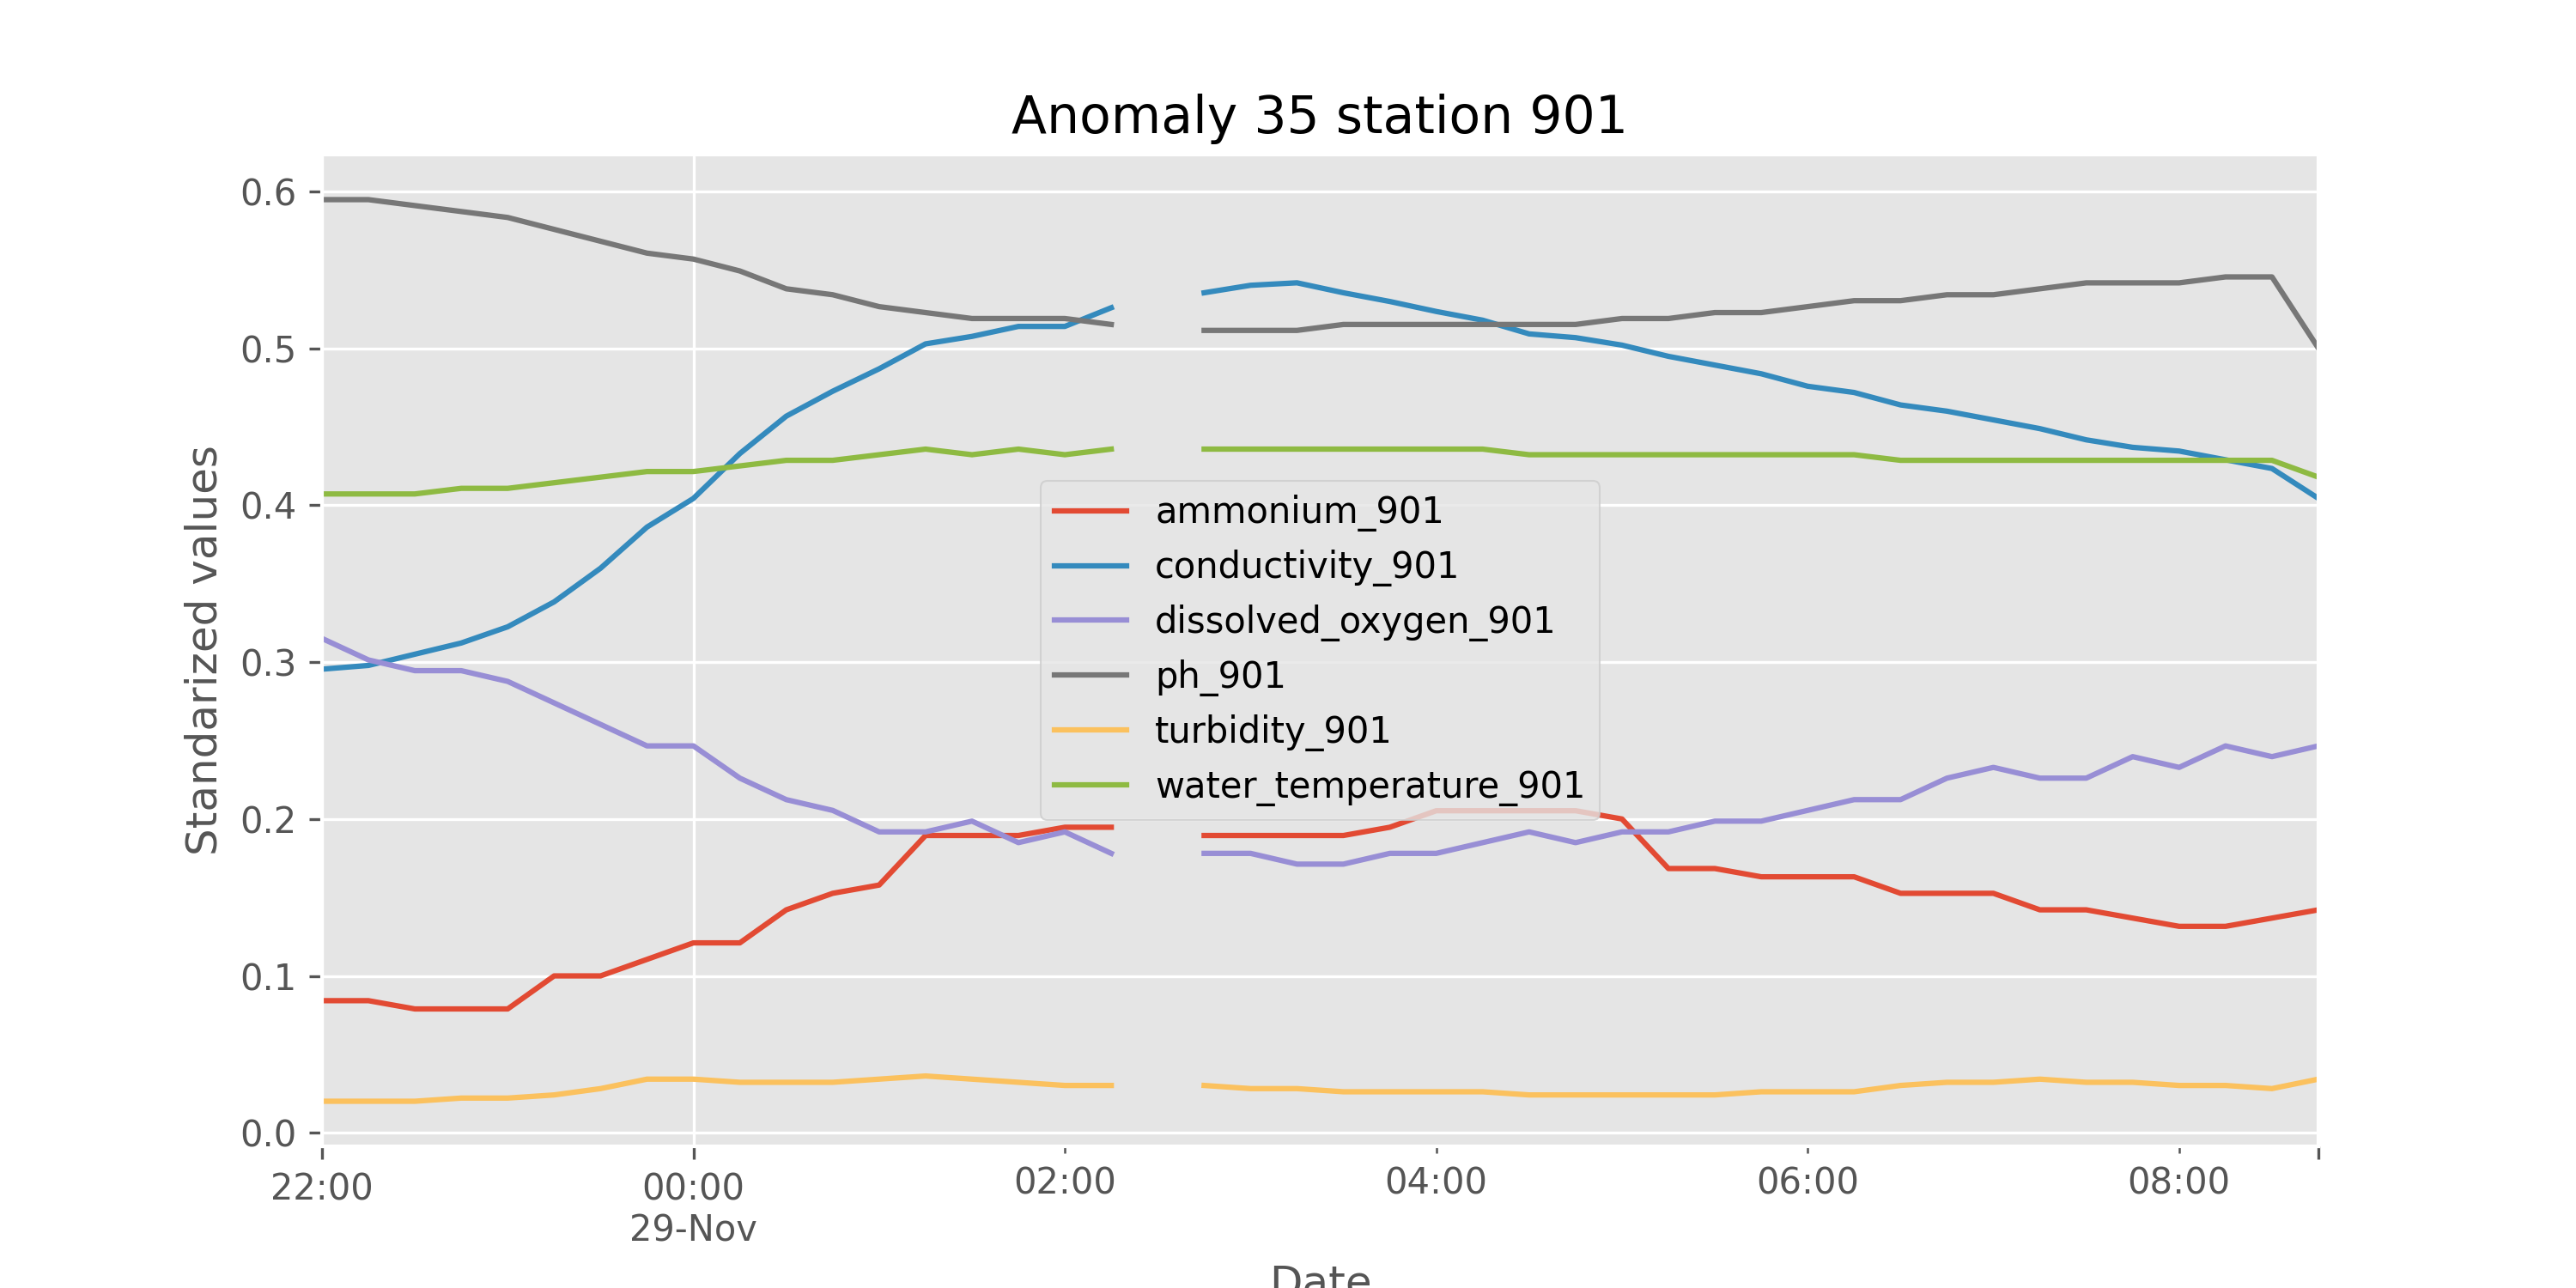 Anomaly 35 station 901
0.6
0.5
0.4
0.3
0.2
0.1
0.0
Standarized values
ammonium_901
conductivity_901
dissolved_oxygen_901
ph_901
turbidity_901
water_temperature_901
22:00 00:00 02:00 04:00 06:00 08:00
29-Nov
Date